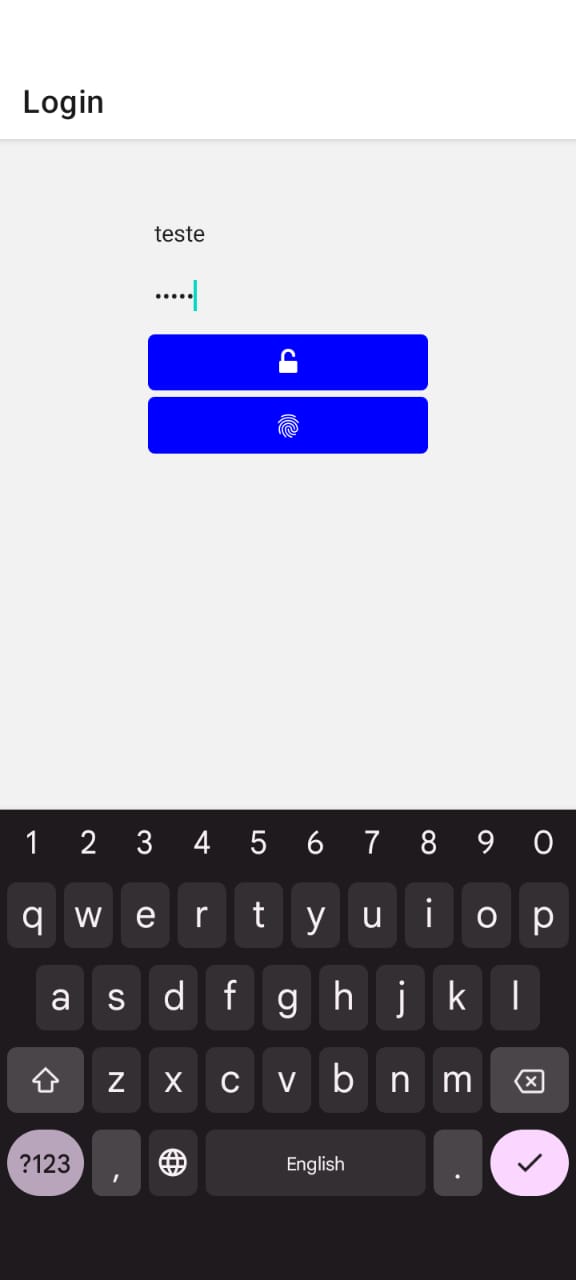 Login
teste
•••••
1 2 3 4 5 6 7 8 9 0
q w e r t y u i o p
a s d f g h j k l
z x c v b n m
?123 , English .